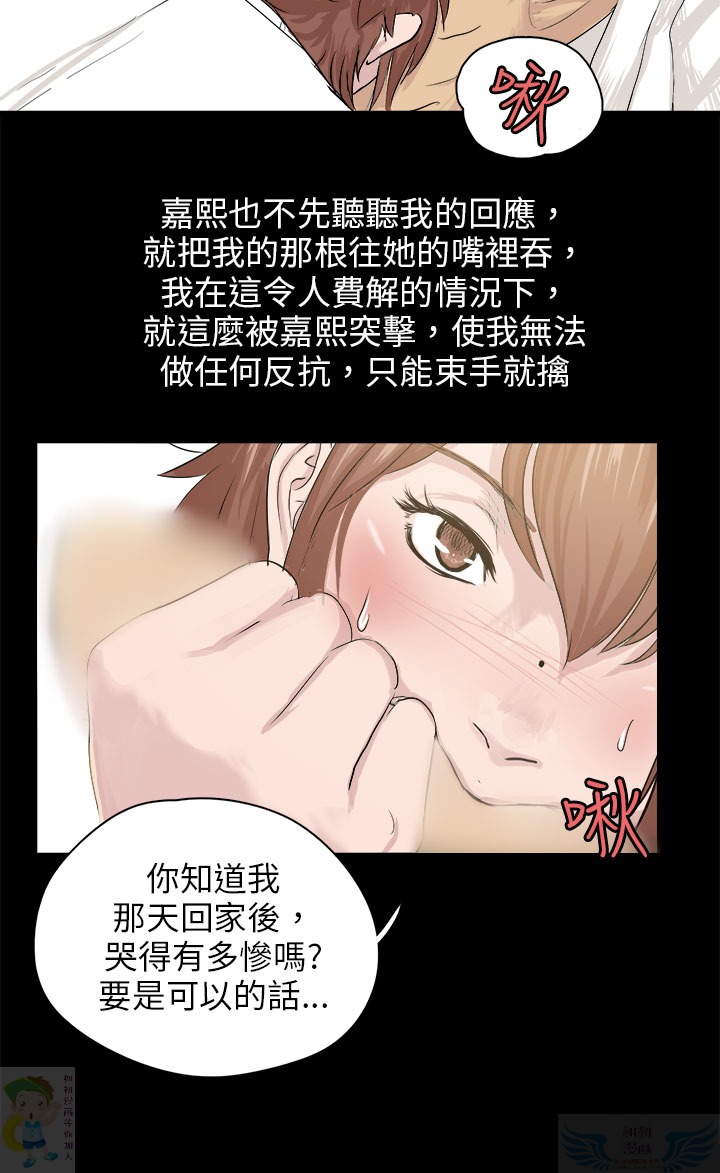 啾
嘉熙也不先聽聽我的回應，
就把我的那根往她的嘴裡吞，
我在這令人費解的情況下，
就這麼被嘉熙突擊，使我無法
做任何反抗，只能束手就擒
啾
你知道我
那天回家後，
哭得有多慘嗎?
要是可以的話...